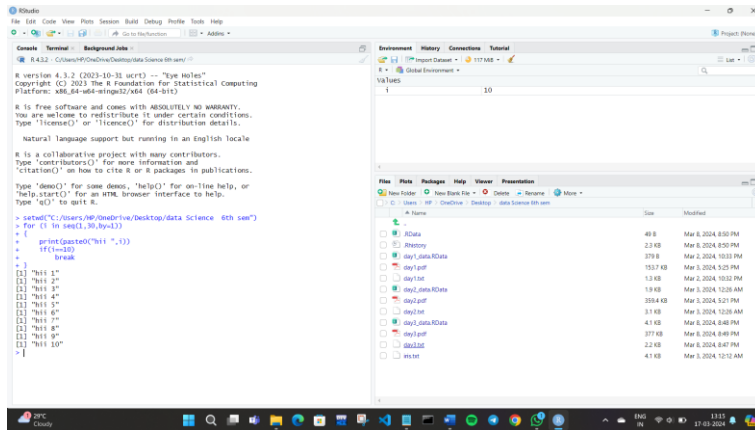 RStudio
File Edit Code View Plots Session Build Debug Profile Tools Help
Go to file/function Addins
Project: (None)
Console Terminal Background Jobs
R 4.3.2 · C:/Users/HP/OneDrive/Desktop/data Science 6th sem/
R version 4.3.2 (2023-10-31 ucrt) -- "Eye Holes"
Copyright (C) 2023 The R Foundation for Statistical Computing
Platform: x86_64-w64-mingw32/x64 (64-bit)
R is free software and comes with ABSOLUTELY NO WARRANTY.
You are welcome to redistribute it under certain conditions.
Type 'license()' or 'licence()' for distribution details.
Natural language support but running in an English locale
R is a collaborative project with many contributors.
Type 'contributors()' for more information and
'citation()' on how to cite R or R packages in publications.
Type 'demo()' for some demos, 'help()' for on-line help, or
'help.start()' for an HTML browser interface to help.
Type 'q()' to quit R.
> setwd("C:/Users/HP/OneDrive/Desktop/data Science 6th sem")
> for (i in seq(1,30,by=1))
+ {
+ print(paste0("hii ",i))
+ if(i==10)
+ break
+ }
[1] "hii 1"
[1] "hii 2"
[1] "hii 3"
[1] "hii 4"
[1] "hii 5"
[1] "hii 6"
[1] "hii 7"
[1] "hii 8"
[1] "hii 9"
[1] "hii 10"
>
Environment History Connections Tutorial
Import Dataset 117 MiB List
R Global Environment
Values
i 10
Files Plots Packages Help Viewer Presentation
New Folder New Blank File Delete Rename More
C: Users HP OneDrive Desktop data Science 6th sem
Name Size Modified
..
.RData 49 B Mar 8, 2024, 8:50 PM
.Rhistory 2.3 KB Mar 8, 2024, 8:50 PM
day1_data.RData 379 B Mar 2, 2024, 10:33 PM
day1.pdf 153.7 KB Mar 3, 2024, 5:25 PM
day1.txt 1.3 KB Mar 2, 2024, 10:32 PM
day2_data.RData 1.9 KB Mar 3, 2024, 12:26 AM
day2.pdf 359.4 KB Mar 3, 2024, 5:21 PM
day2.txt 3.1 KB Mar 3, 2024, 12:26 AM
day3_data.RData 4.1 KB Mar 8, 2024, 8:48 PM
day3.pdf 377 KB Mar 8, 2024, 8:49 PM
day3.txt 2.2 KB Mar 8, 2024, 8:47 PM
iris.txt 4.1 KB Mar 3, 2024, 12:12 AM
29°C
Cloudy
ENG
IN
13:15
17-03-2024